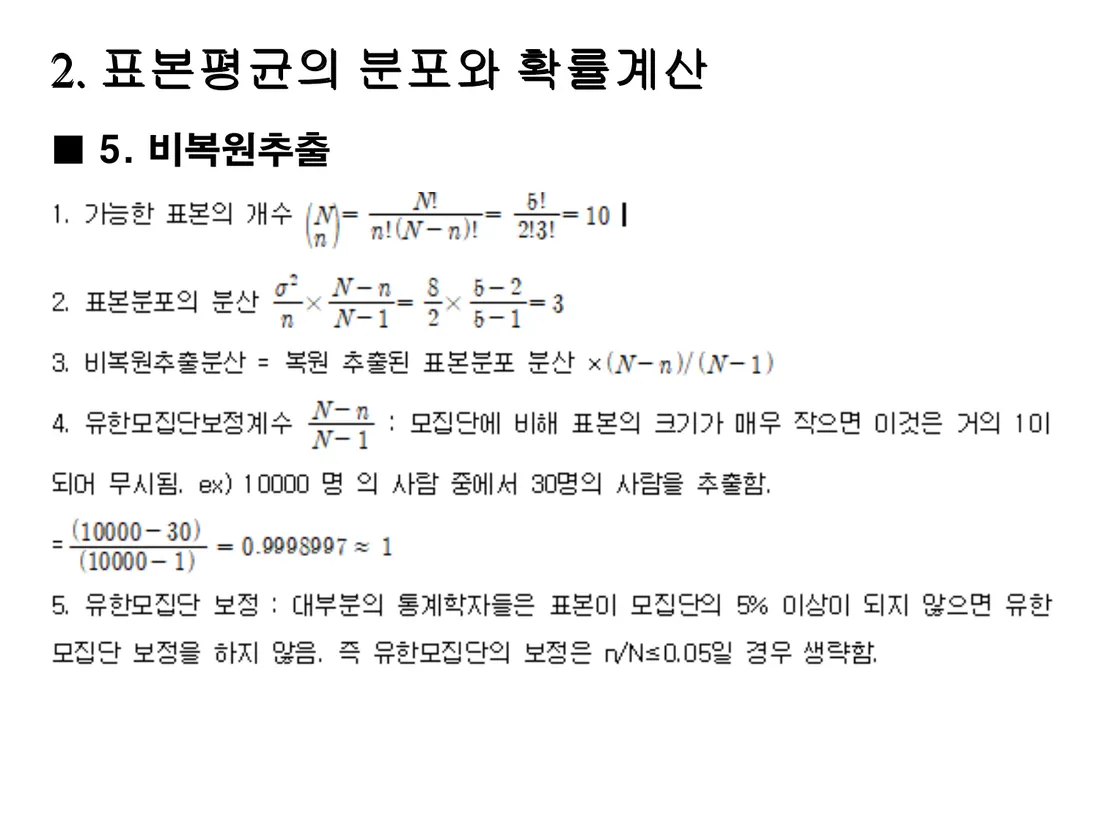 2. 표본평균의 분포와 확률계산
■ 5. 비복원추출
1. 가능한 표본의 개수 (N n) = N! / n!(N-n)! = 5! / 2!3! = 10
2. 표본분포의 분산 σ²/n × (N-n)/(N-1) = 8/2 × (5-2)/(5-1) = 3
3. 비복원추출분산 = 복원 추출된 표본분포 분산 ×(N-n)/(N-1)
4. 유한모집단보정계수 (N-n)/(N-1) : 모집단에 비해 표본의 크기가 매우 작으면 이것은 거의 1이
되어 무시됨. ex) 10000 명 의 사람 중에서 30명의 사람을 추출함.
= (10000-30)/(10000-1) = 0.9998997 ≈ 1
5. 유한모집단 보정 : 대부분의 통계학자들은 표본이 모집단의 5% 이상이 되지 않으면 유한
모집단 보정을 하지 않음. 즉 유한모집단의 보정은 n/N≤0.05일 경우 생략함.